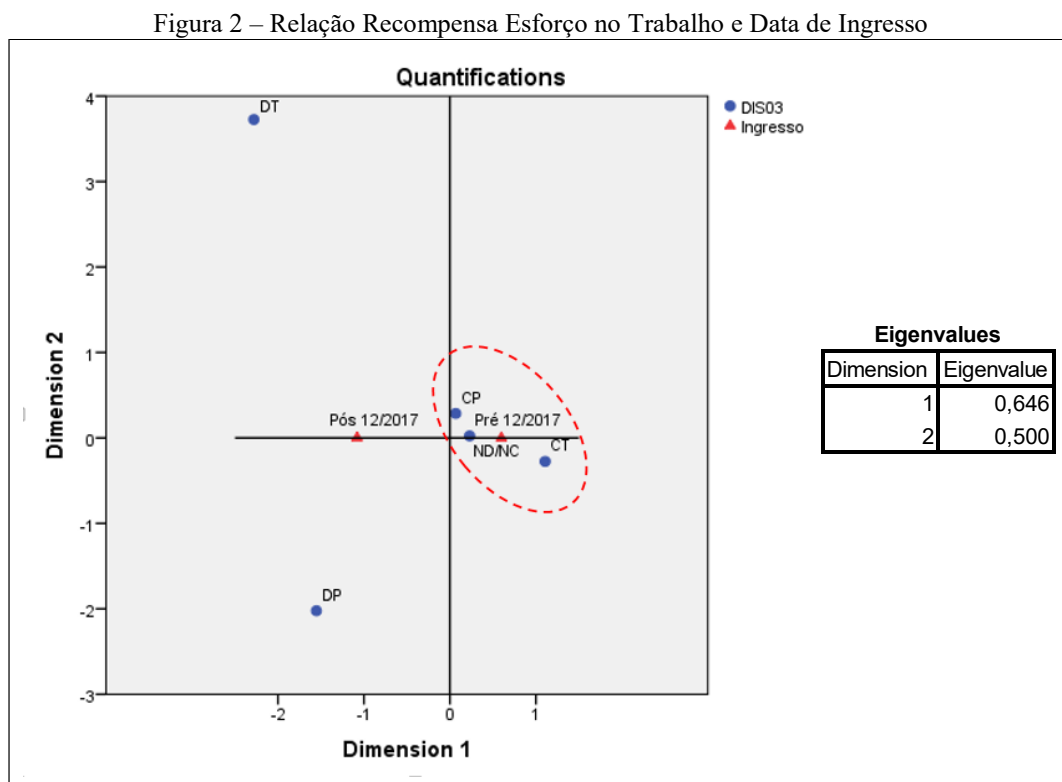 Figura 2 – Relação Recompensa Esforço no Trabalho e Data de Ingresso
Quantifications
DIS03
Ingresso
4
3
2
1
0
-1
-2
-3
Dimension 2
DT
CP
Pós 12/2017
Pré 12/2017
ND/NC
CT
DP
-2
-1
0
1
Dimension 1
Eigenvalues
Dimension Eigenvalue
1 0,646
2 0,500